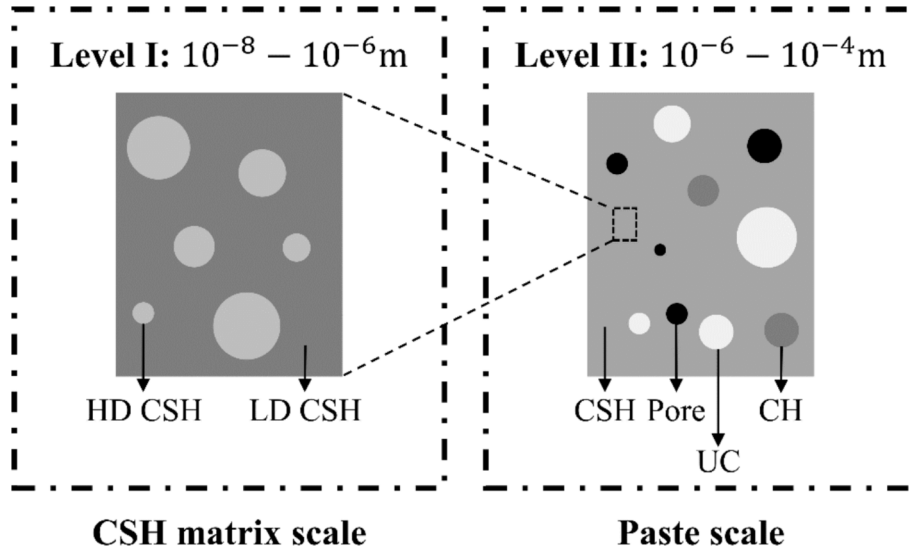 Level I: 10⁻⁸ − 10⁻⁶m
HD CSH
LD CSH
CSH matrix scale
Level II: 10⁻⁶ − 10⁻⁴m
CSH
Pore
CH
UC
Paste scale